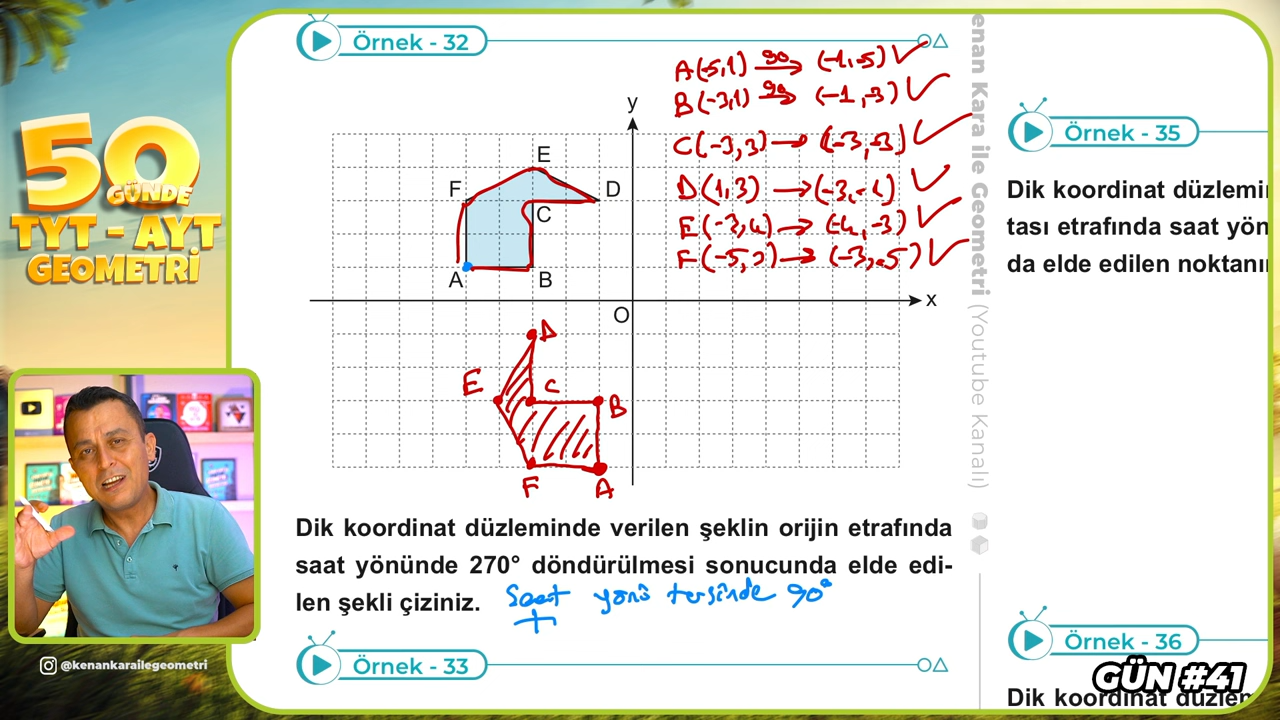 50
GÜNDE
TYT - AYT
GEOMETRİ
@kenankarailegeometri
Örnek - 32
A(-5,1) 90 → (-1,-5) ✓
B(-3,1) 90 → (-1,-3) ✓
C(-3,3) → (-3,-3) ✓
D(1,3) → (-3,-1) ✓
E(-3,4) → (-4,-3) ✓
F(-5,3) → (-3,-5) ✓
y
E
F
D
C
A
B
O
x
D
E
C
B
F
A
Dik koordinat düzleminde verilen şeklin orijin etrafında
saat yönünde 270° döndürülmesi sonucunda elde edi-
len şekli çiziniz.
Saat yönü tersinde 90°
+
Örnek - 33
enan Kara ile Geometri (Youtube Kanalı)
Örnek - 35
Dik koordinat düzlemi
tası etrafında saat yön
da elde edilen noktanı
Örnek - 36
Dik koordinat düzlem
GÜN #41